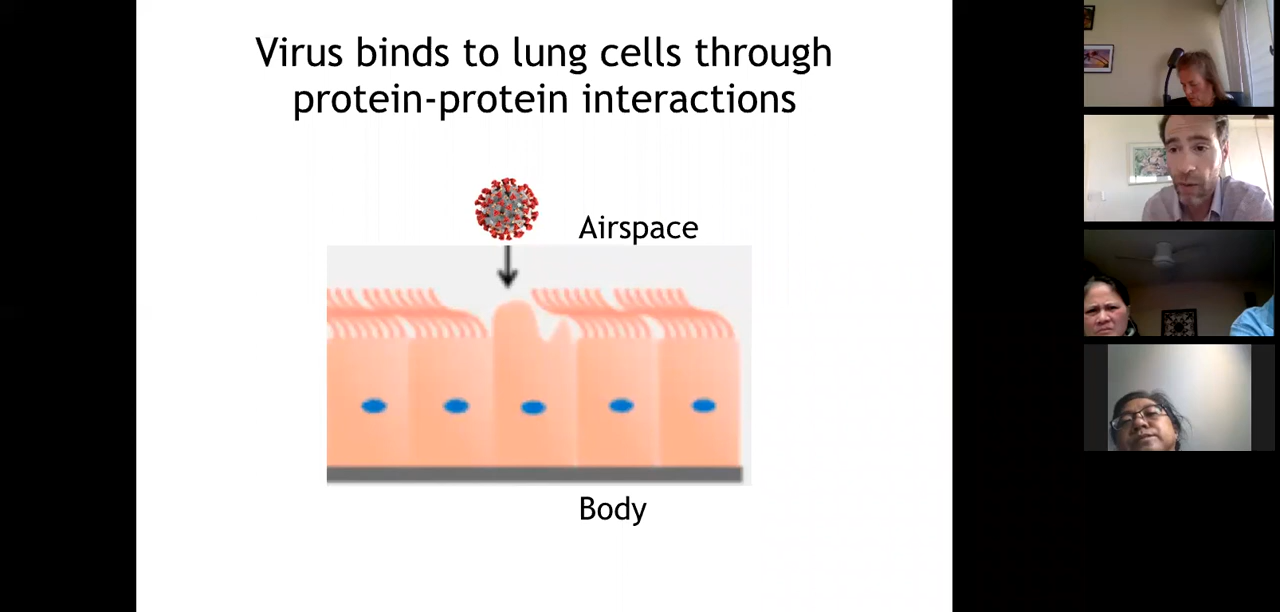 Virus binds to lung cells through
protein-protein interactions
Airspace
Body